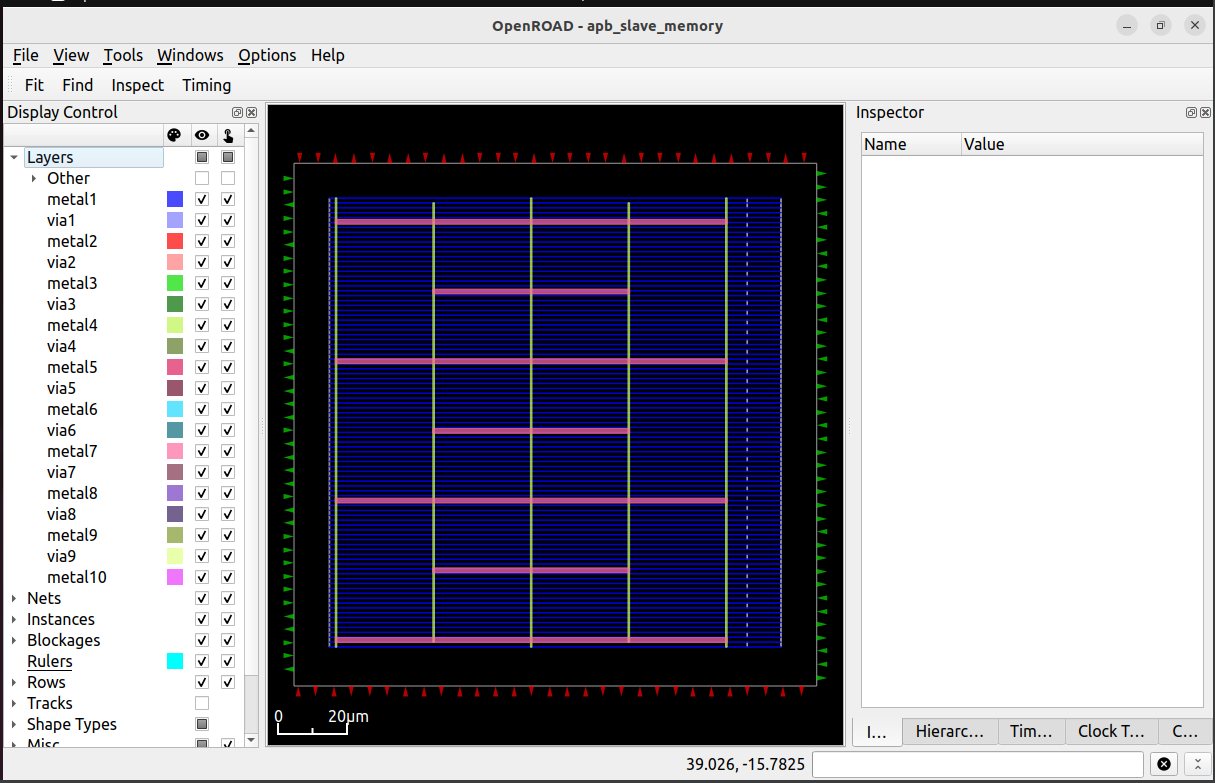 OpenROAD - apb_slave_memory
File View Tools Windows Options Help
Fit Find Inspect Timing
Display Control
Layers
Other
metal1
via1
metal2
via2
metal3
via3
metal4
via4
metal5
via5
metal6
via6
metal7
via7
metal8
via8
metal9
via9
metal10
Nets
Instances
Blockages
Rulers
Rows
Tracks
Shape Types
Misc
0 20μm
Inspector
Name Value
I... Hierarc... Tim... Clock T... C...
39.026, -15.7825